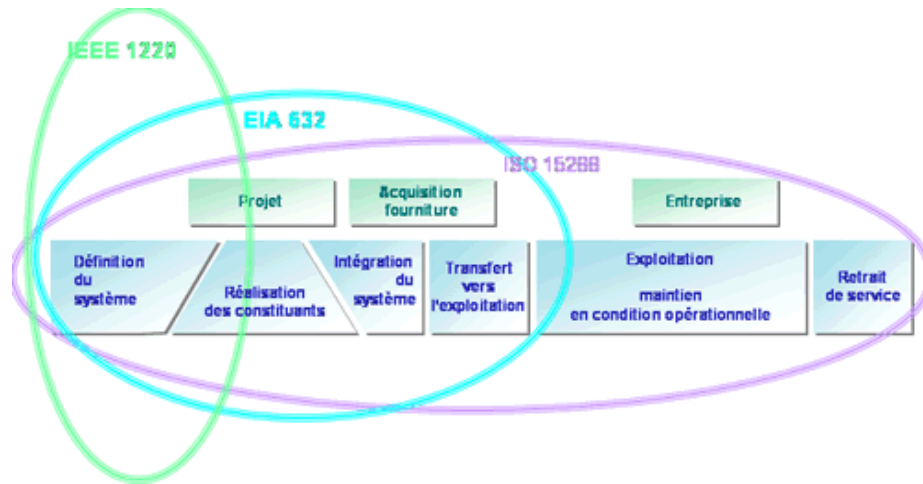 IEEE 1220
EIA 632
ISO 15288
Projet
Acquisition
fourniture
Entreprise
Définition
du
système
Réalisation
des constituants
Intégration
du
système
Transfert
vers
l'exploitation
Exploitation
maintien
en condition opérationnelle
Retrait
de service